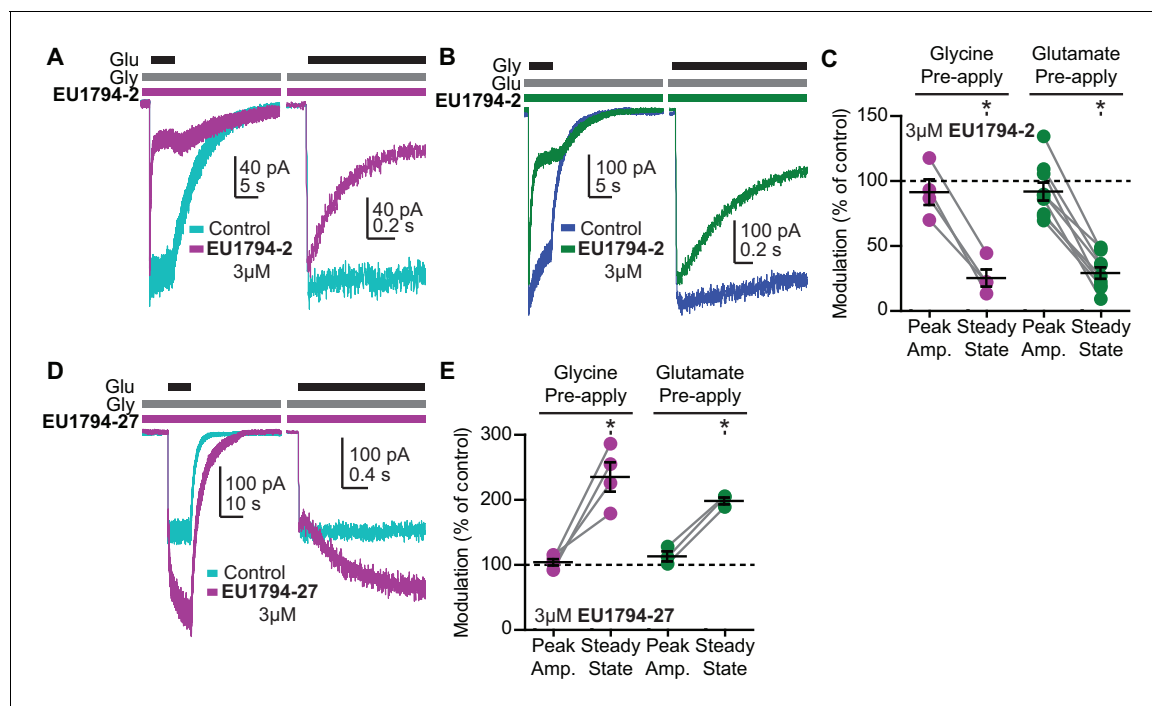 A
Glu
Gly
EU1794-2
40 pA
5 s
40 pA
0.2 s
Control
EU1794-2
3µM
B
Gly
Glu
EU1794-2
100 pA
5 s
100 pA
0.2 s
Control
EU1794-2
3µM
C
Glycine Glutamate
Pre-apply Pre-apply
* *
3µM EU1794-2
Modulation (% of control)
150
100
50
0
Peak Steady Peak Steady
Amp. State Amp. State
D
Glu
Gly
EU1794-27
100 pA
10 s
100 pA
0.4 s
Control
EU1794-27
3µM
E
Glycine Glutamate
Pre-apply Pre-apply
* *
Modulation (% of control)
300
200
100
0
3µM EU1794-27
Peak Steady Peak Steady
Amp. State Amp. State